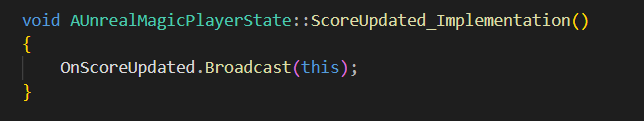 void AUnrealMagicPlayerState::ScoreUpdated_Implementation()
{
    OnScoreUpdated.Broadcast(this);
}